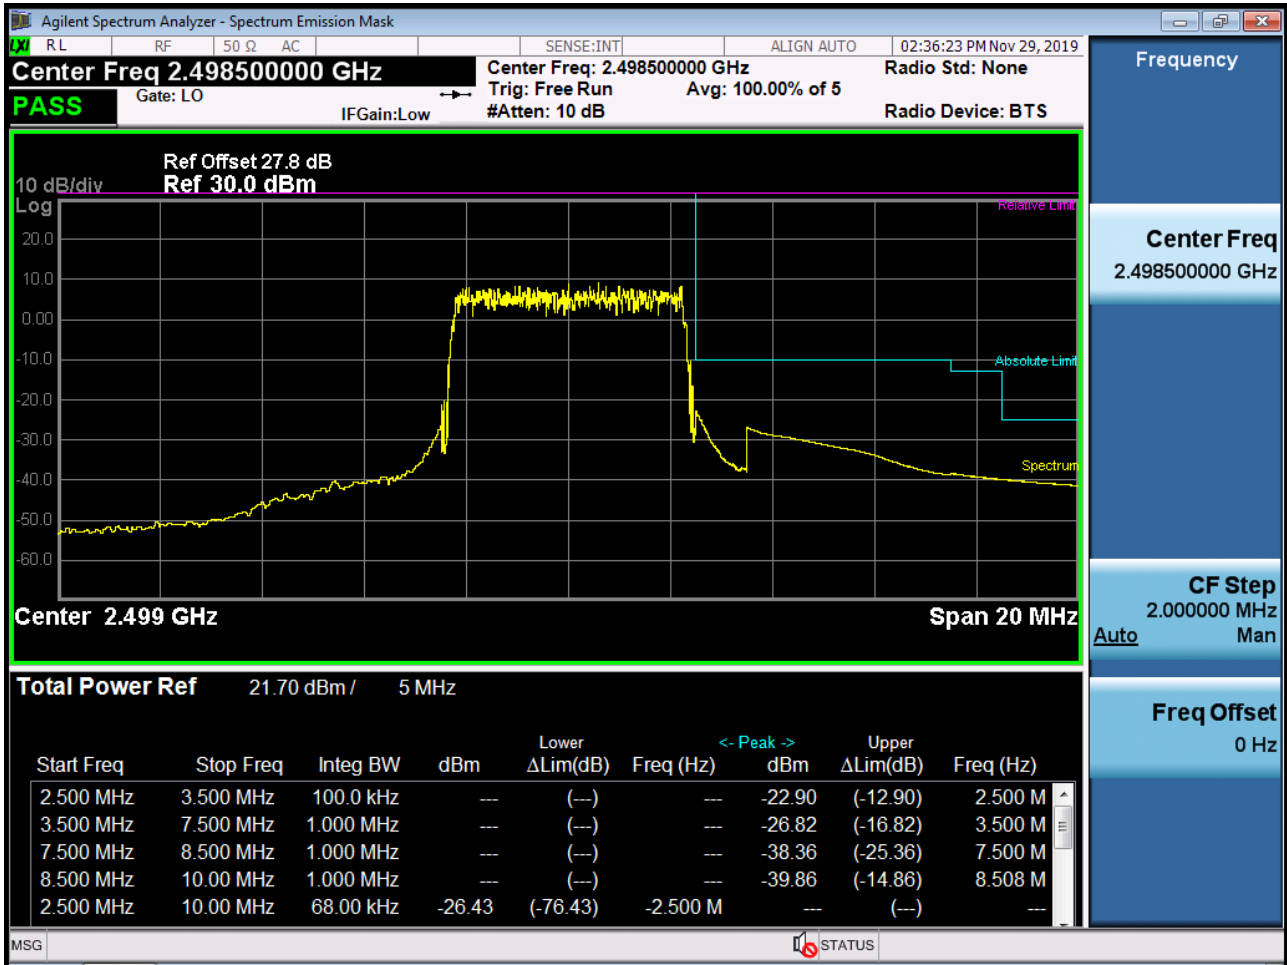 Agilent Spectrum Analyzer - Spectrum Emission Mask
LXI RL RF 50 Ω AC SENSE:INT ALIGN AUTO 02:36:23 PM Nov 29, 2019
Center Freq 2.498500000 GHz
PASS
Gate: LO
IFGain:Low
Center Freq: 2.498500000 GHz
Trig: Free Run Avg: 100.00% of 5
#Atten: 10 dB
Radio Std: None
Radio Device: BTS
Ref Offset 27.8 dB
10 dB/div Ref 30.0 dBm
Log
Relative Limit
20.0
10.0
0.00
-10.0
Absolute Limit
-20.0
-30.0
Spectrum
-40.0
-50.0
-60.0
Center 2.499 GHz Span 20 MHz
Total Power Ref 21.70 dBm / 5 MHz
Lower <- Peak -> Upper
Start Freq Stop Freq Integ BW dBm ΔLim(dB) Freq (Hz) dBm ΔLim(dB) Freq (Hz)
2.500 MHz 3.500 MHz 100.0 kHz --- (---) --- -22.90 (-12.90) 2.500 M
3.500 MHz 7.500 MHz 1.000 MHz --- (---) --- -26.82 (-16.82) 3.500 M
7.500 MHz 8.500 MHz 1.000 MHz --- (---) --- -38.36 (-25.36) 7.500 M
8.500 MHz 10.00 MHz 1.000 MHz --- (---) --- -39.86 (-14.86) 8.508 M
2.500 MHz 10.00 MHz 68.00 kHz -26.43 (-76.43) -2.500 M --- (---) ---
MSG STATUS
Frequency
Center Freq
2.498500000 GHz
CF Step
2.000000 MHz
Auto Man
Freq Offset
0 Hz